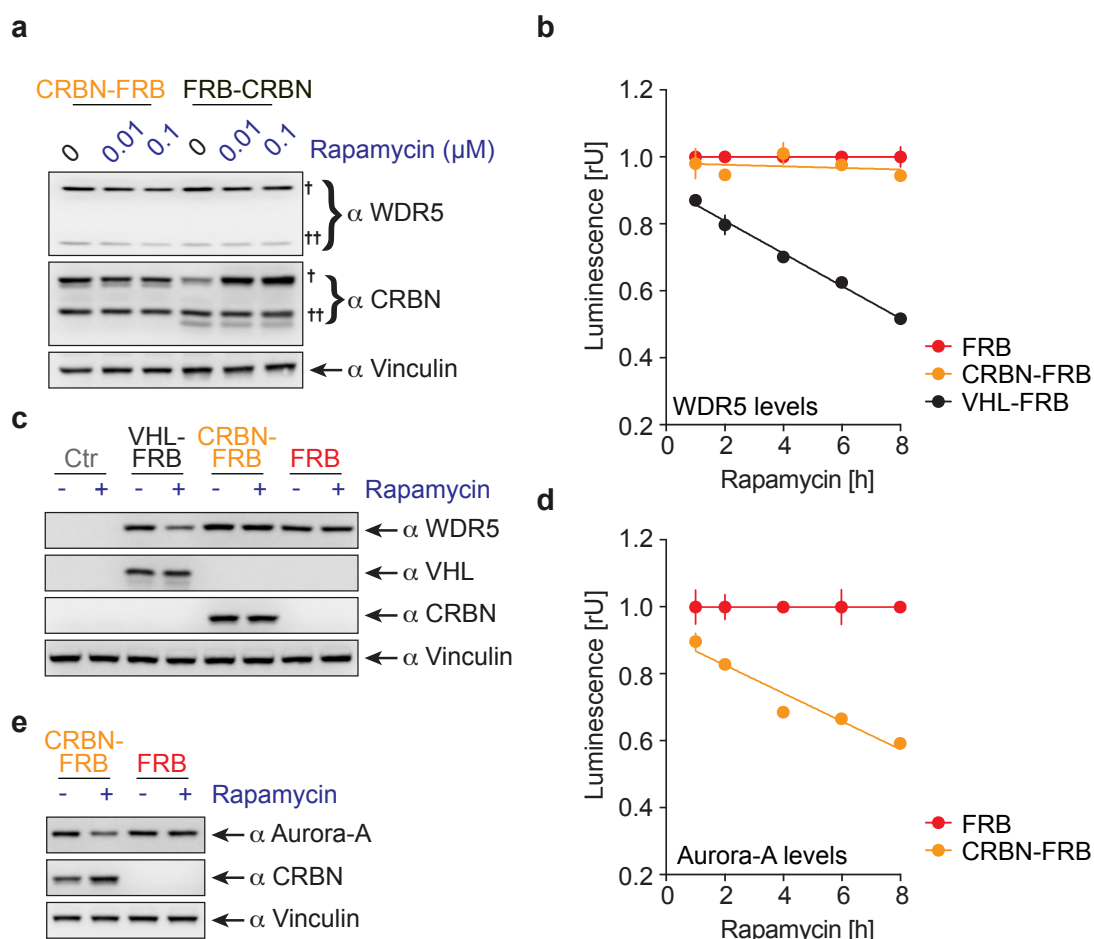 a
CRBN-FRB FRB-CRBN
0 0.01 0.1 0 0.01 0.1 Rapamycin (µM)
† α WDR5
††
† α CRBN
††
α Vinculin
b
1.2
1.0
0.8
0.6
0.4
0.2
Luminescence [rU]
FRB
CRBN-FRB
VHL-FRB
WDR5 levels
2 4 6 8
Rapamycin [h]
c
Ctr VHL-FRB CRBN-FRB FRB
- + - + - + - + Rapamycin
α WDR5
α VHL
α CRBN
α Vinculin
d
1.2
1.0
0.8
0.6
0.4
0.2
Luminescence [rU]
FRB
CRBN-FRB
Aurora-A levels
2 4 6 8
Rapamycin [h]
e
CRBN-FRB FRB
- + - + Rapamycin
α Aurora-A
α CRBN
α Vinculin